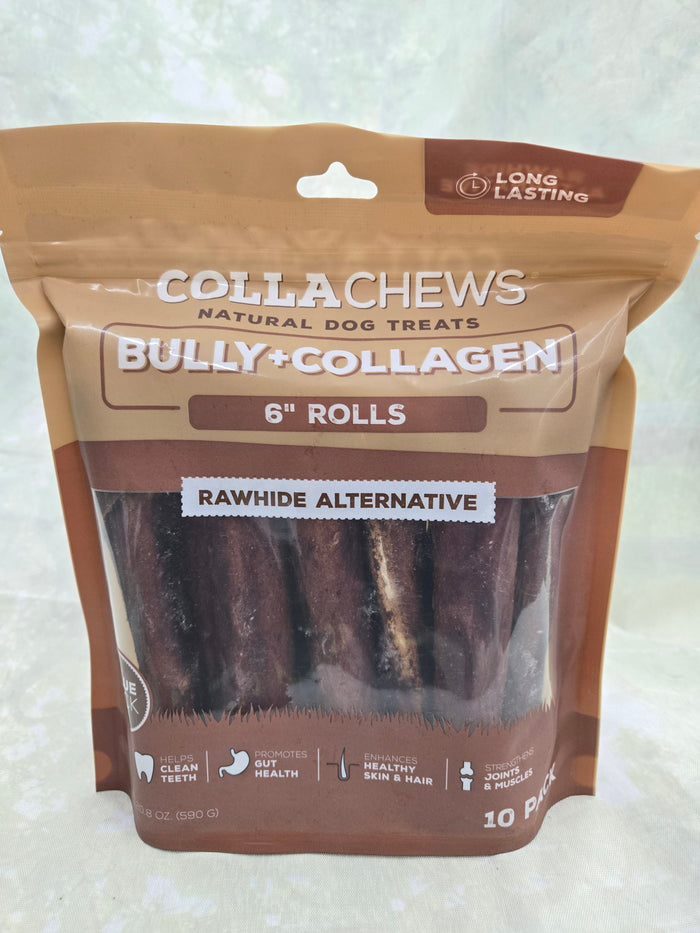 LONG
LASTING
COLLACHEWS
NATURAL DOG TREATS
BULLY+COLLAGEN
6" ROLLS
RAWHIDE ALTERNATIVE
HELPS
CLEAN
TEETH
PROMOTES
GUT
HEALTH
ENHANCES
HEALTHY
SKIN & HAIR
STRENGTHENS
JOINTS
& MUSCLES
OZ. (590 G)
10 PACK